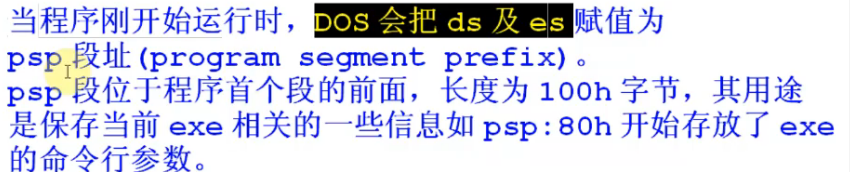 当程序刚开始运行时, DOS 会把 ds 及 es 赋值为
psp 段址(program segment prefix)。
psp 段位于程序首个段的前面, 长度为 100h 字节, 其用途
是保存当前 exe 相关的一些信息如 psp:80h 开始存放了 exe
的命令行参数。